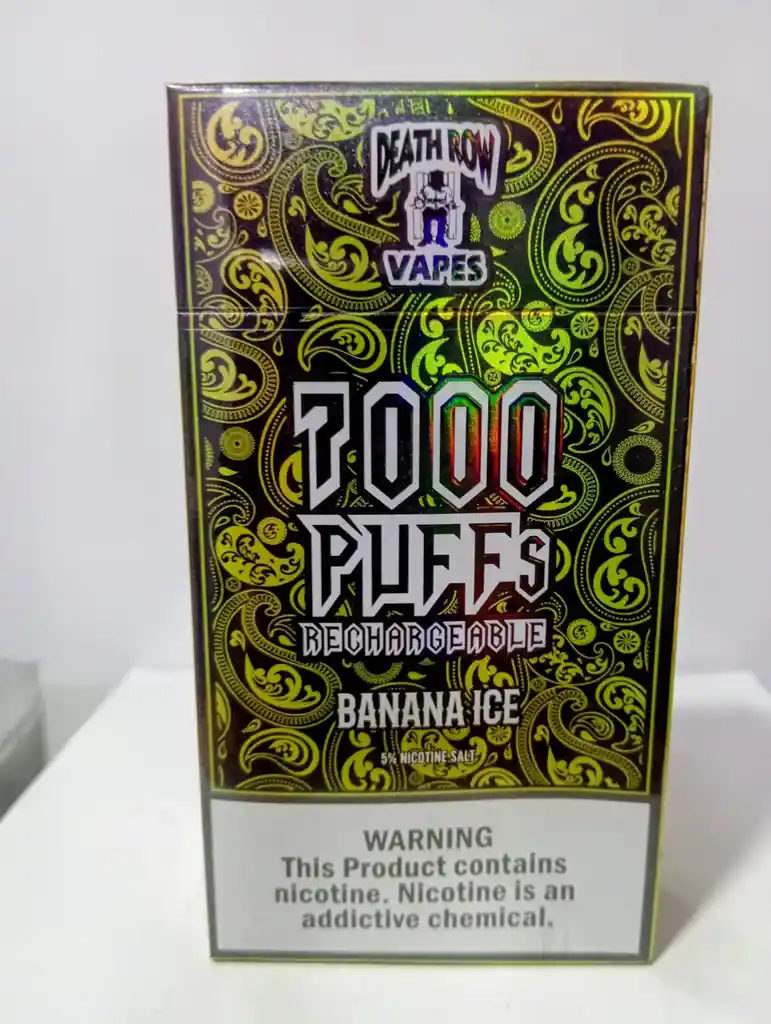 DEATH ROW
VAPES
7000
PUFFs
RECHARGEABLE
BANANA ICE
5% NICOTINE SALT
WARNING
This Product contains
nicotine. Nicotine is an
addictive chemical.